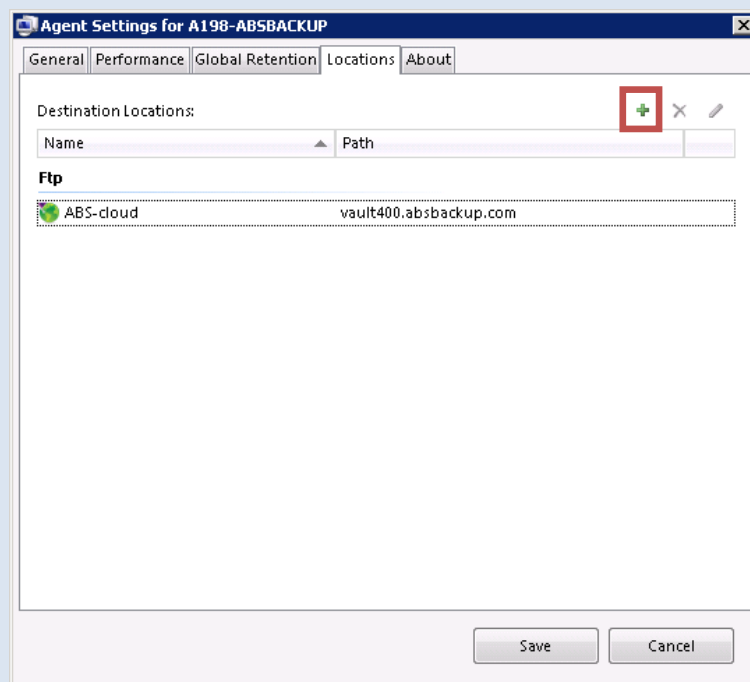 Agent Settings for A198-ABSBACKUP
General Performance Global Retention Locations About
Destination Locations:
Name Path
Ftp
ABS-cloud vault400.absbackup.com
Save Cancel